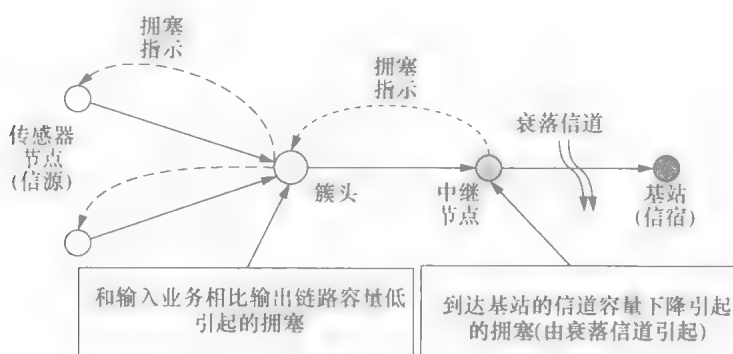 拥塞
指示
拥塞
指示
衰落信道
传感器
节点
(信源)
簇头
中继
节点
基站
(信宿)
和输入业务相比输出链路容量低
引起的拥塞
到达基站的信道容量下降引起
的拥塞(由衰落信道引起)